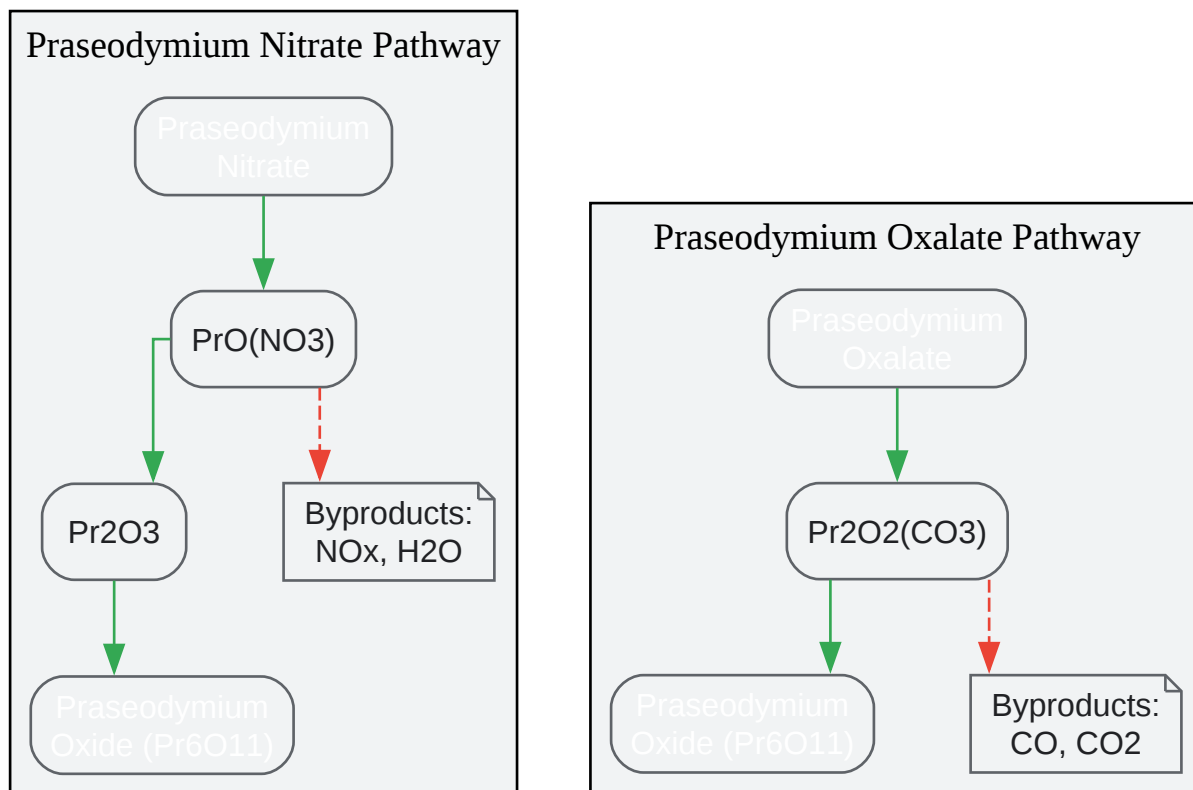 Praseodymium Nitrate Pathway
Praseodymium
Nitrate
PrO(NO3)
Pr2O3
Byproducts:
NOx, H2O
Praseodymium
Oxide (Pr6O11)
Praseodymium Oxalate Pathway
Praseodymium
Oxalate
Pr2O2(CO3)
Praseodymium
Oxide (Pr6O11)
Byproducts:
CO, CO2